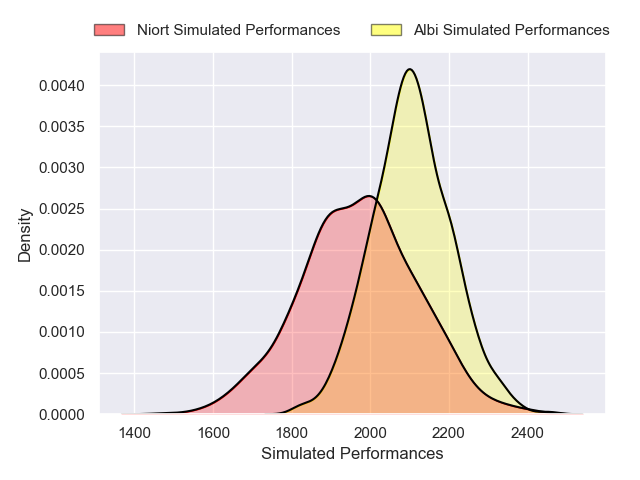 Niort Simulated Performances Albi Simulated Performances
0.0040
0.0035
0.0030
0.0025
0.0020
0.0015
0.0010
0.0005
0.0000
Density
1400 1600 1800 2000 2200 2400
Simulated Performances